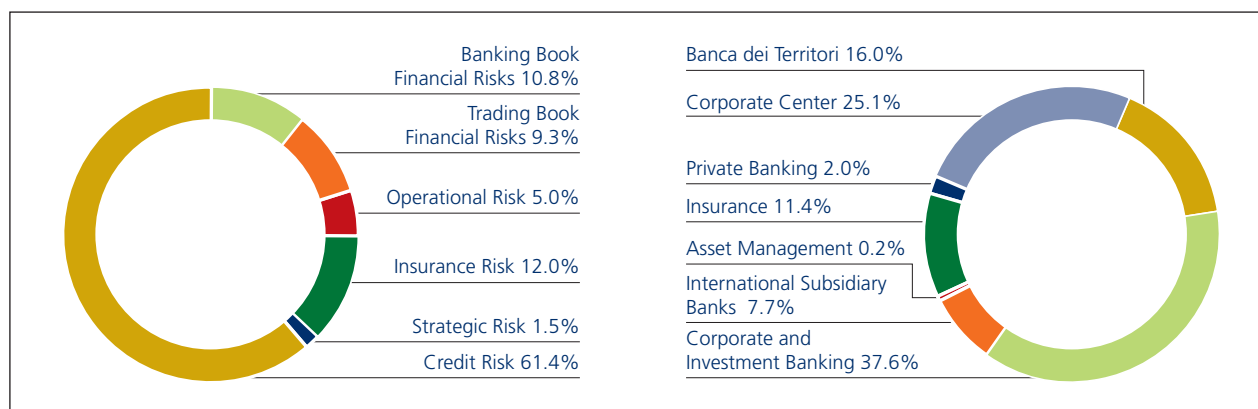 Banking Book
Financial Risks 10.8%
Trading Book
Financial Risks 9.3%
Operational Risk 5.0%
Insurance Risk 12.0%
Strategic Risk 1.5%
Credit Risk 61.4%
Banca dei Territori 16.0%
Corporate Center 25.1%
Private Banking 2.0%
Insurance 11.4%
Asset Management 0.2%
International Subsidiary
Banks 7.7%
Corporate and
Investment Banking 37.6%